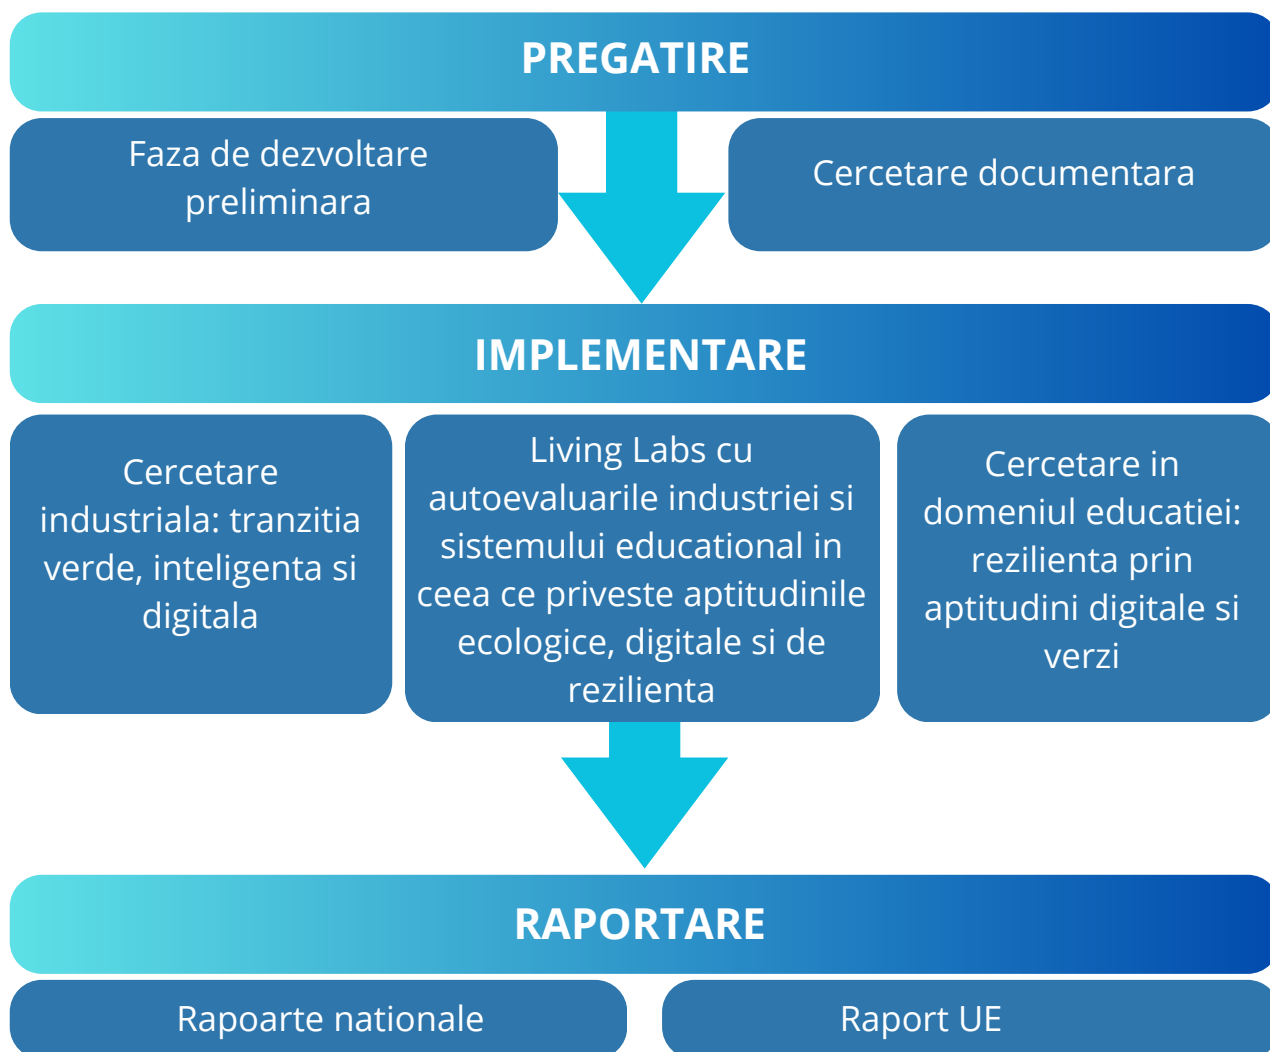 PREGATIRE
Faza de dezvoltare
preliminara
Cercetare documentara
IMPLEMENTARE
Cercetare
industriala: tranzitia
verde, inteligenta si
digitala
Living Labs cu
autoevaluarile industriei si
sistemului educational in
ceea ce priveste aptitudinile
ecologice, digitale si de
rezilienta
Cercetare in
domeniul educatiei:
rezilienta prin
aptitudini digitale si
verzi
RAPORTARE
Rapoarte nationale
Raport UE